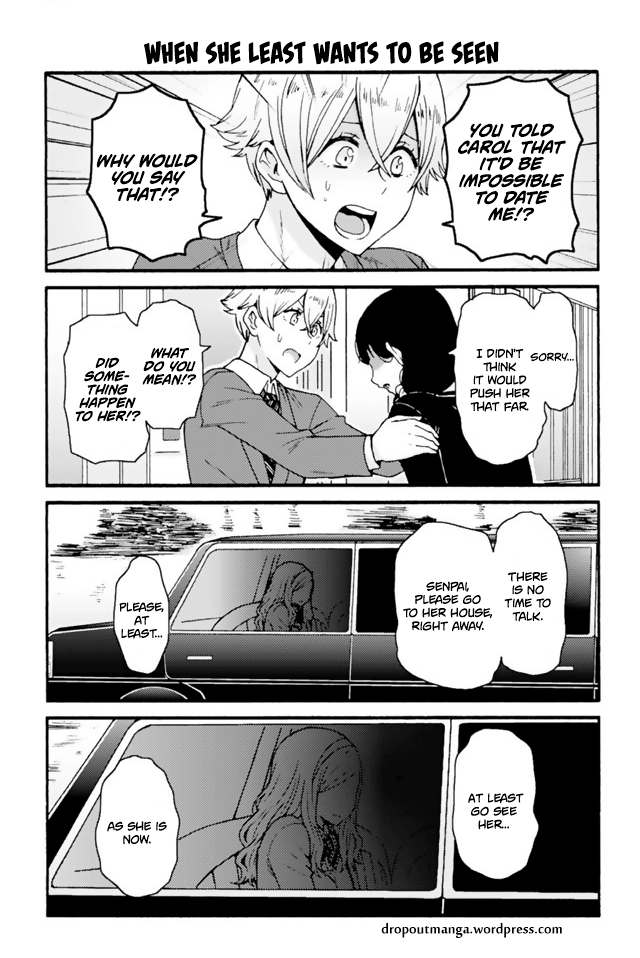 WHEN SHE LEAST WANTS TO BE SEEN
YOU TOLD
CAROL THAT
IT'D BE
IMPOSSIBLE
TO DATE
ME!?
WHY WOULD
YOU SAY
THAT!?
SORRY...
I DIDN'T
THINK
IT WOULD
PUSH HER
THAT FAR.
WHAT
DO YOU
MEAN!?
DID
SOME-
THING
HAPPEN
TO HER!?
THERE
IS NO
TIME TO
TALK.
SENPAI,
PLEASE GO
TO HER HOUSE,
RIGHT AWAY.
PLEASE,
AT
LEAST...
AT LEAST
GO SEE
HER...
AS SHE
IS NOW.
dropoutmanga.wordpress.com